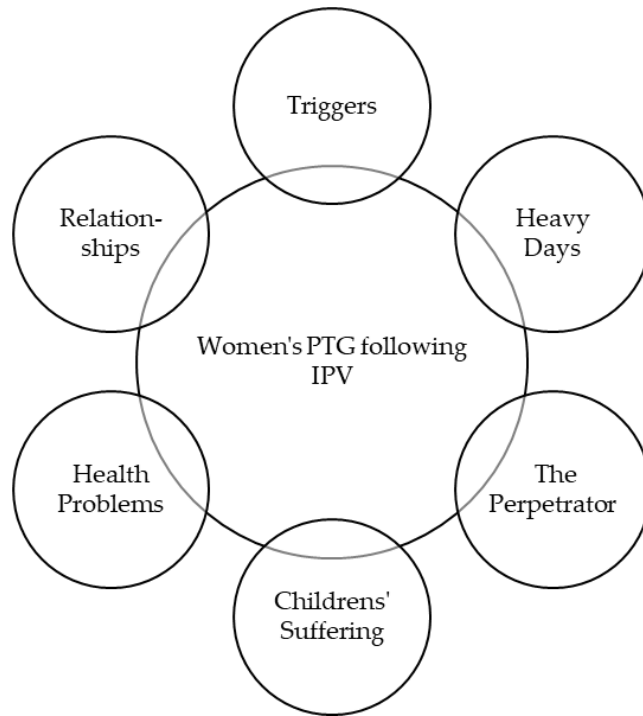 Triggers
Relation-
ships
Heavy
Days
Women's PTG following
IPV
Health
Problems
The
Perpetrator
Childrens'
Suffering